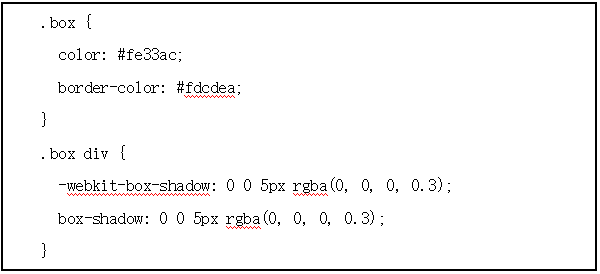 .box {
  color: #fe33ac;
  border-color: #fdcdea;
}
.box div {
  -webkit-box-shadow: 0 0 5px rgba(0, 0, 0, 0.3);
  box-shadow: 0 0 5px rgba(0, 0, 0, 0.3);
}